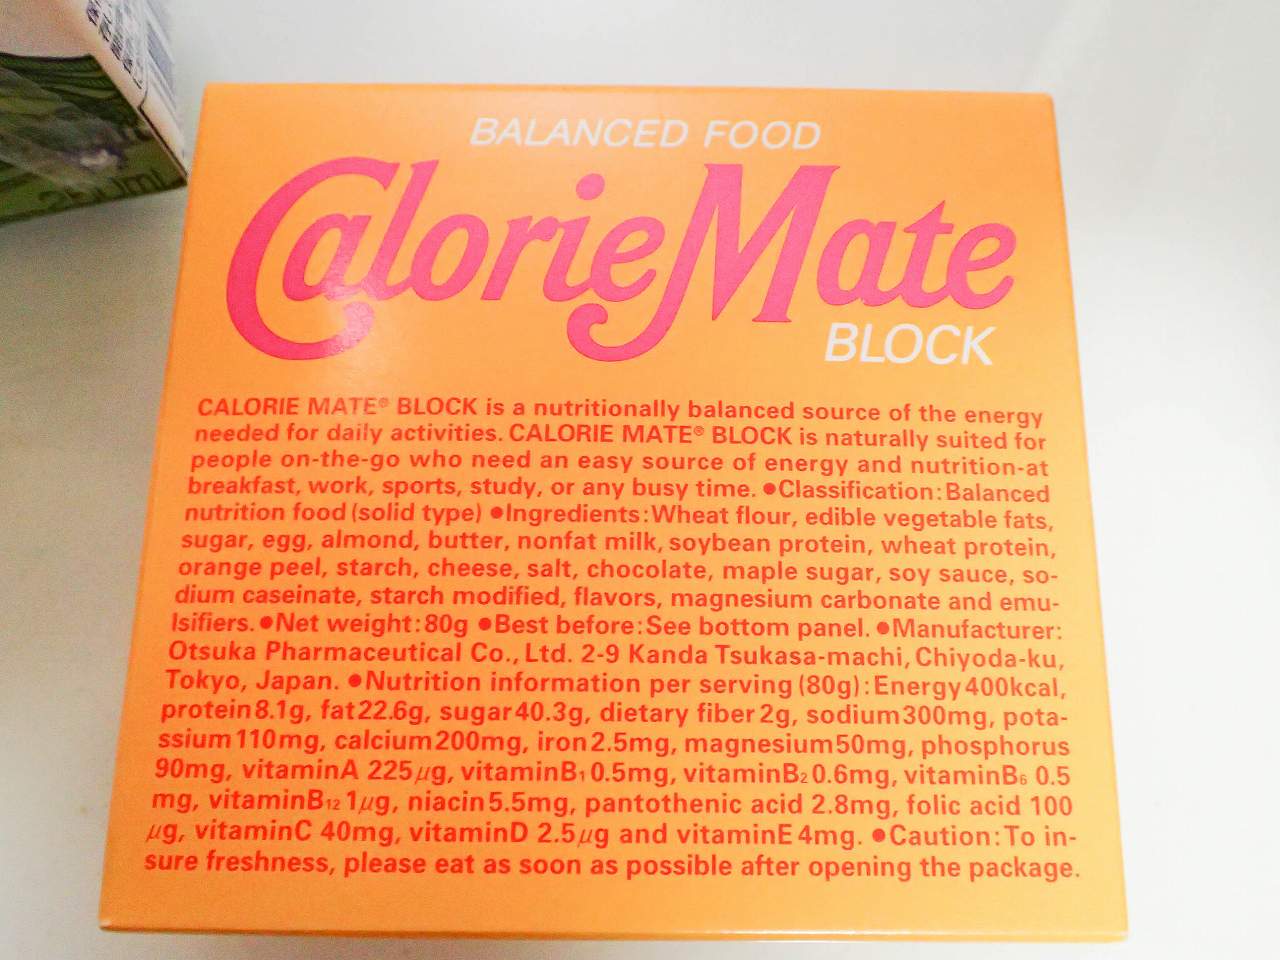 BALANCED FOOD
CalorieMate
BLOCK
CALORIE MATE® BLOCK is a nutritionally balanced source of the energy
needed for daily activities. CALORIE MATE® BLOCK is naturally suited for
people on-the-go who need an easy source of energy and nutrition-at
breakfast, work, sports, study, or any busy time. ●Classification:Balanced
nutrition food (solid type) ●Ingredients:Wheat flour, edible vegetable fats,
sugar, egg, almond, butter, nonfat milk, soybean protein, wheat protein,
orange peel, starch, cheese, salt, chocolate, maple sugar, soy sauce, so-
dium caseinate, starch modified, flavors, magnesium carbonate and emu-
lsifiers. ●Net weight:80g ●Best before:See bottom panel. ●Manufacturer:
Otsuka Pharmaceutical Co., Ltd. 2-9 Kanda Tsukasa-machi, Chiyoda-ku,
Tokyo, Japan. ●Nutrition information per serving (80g):Energy 400kcal,
protein 8.1g, fat 22.6g, sugar 40.3g, dietary fiber 2g, sodium 300mg, pota-
ssium 110mg, calcium 200mg, iron 2.5mg, magnesium 50mg, phosphorus
90mg, vitaminA 225μg, vitaminB₁ 0.5mg, vitaminB₂ 0.6mg, vitaminB₆ 0.5
mg, vitaminB₁₂ 1μg, niacin 5.5mg, pantothenic acid 2.8mg, folic acid 100
μg, vitaminC 40mg, vitaminD 2.5μg and vitaminE 4mg. ●Caution:To in-
sure freshness, please eat as soon as possible after opening the package.